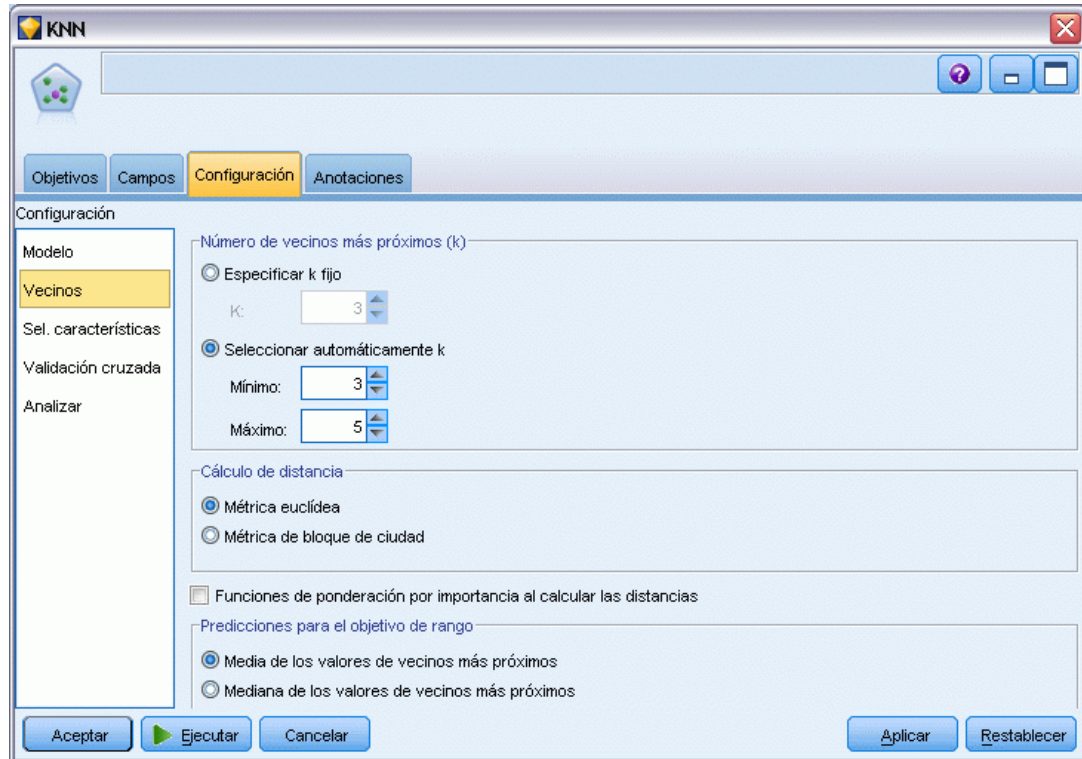 KNN
Objetivos Campos Configuración Anotaciones
Configuración
Modelo
Vecinos
Sel. características
Validación cruzada
Analizar
Número de vecinos más próximos (k)
Especificar k fijo
K: 3
Seleccionar automáticamente k
Mínimo: 3
Máximo: 5
Cálculo de distancia
Métrica euclídea
Métrica de bloque de ciudad
Funciones de ponderación por importancia al calcular las distancias
Predicciones para el objetivo de rango
Media de los valores de vecinos más próximos
Mediana de los valores de vecinos más próximos
Aceptar Ejecutar Cancelar Aplicar Restablecer